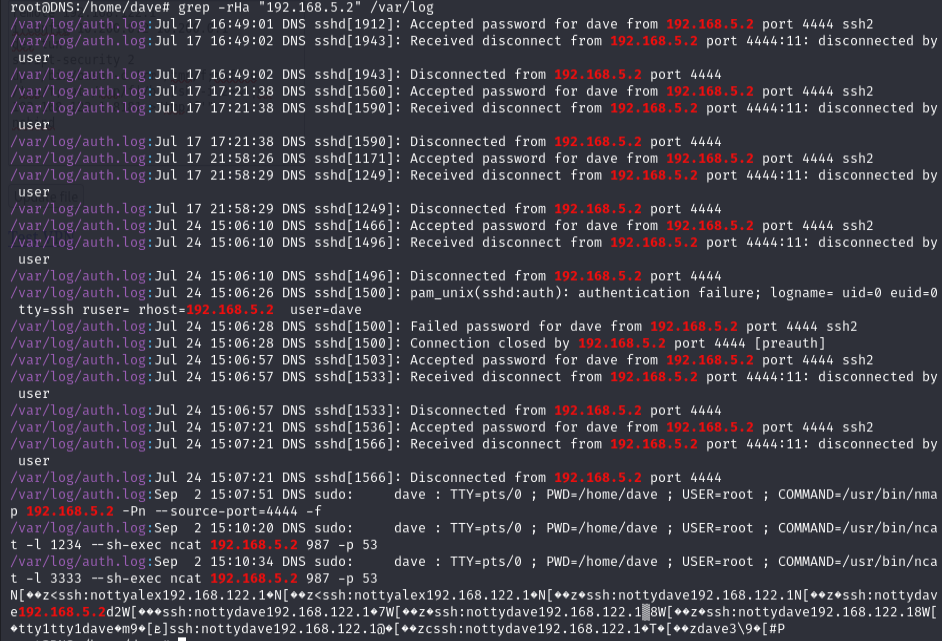 root@DNS:/home/dave# grep -rHa "192.168.5.2" /var/log
/var/log/auth.log:Jul 17 16:49:01 DNS sshd[1912]: Accepted password for dave from 192.168.5.2 port 4444 ssh2
/var/log/auth.log:Jul 17 16:49:02 DNS sshd[1943]: Received disconnect from 192.168.5.2 port 4444:11: disconnected by
user
/var/log/auth.log:Jul 17 16:49:02 DNS sshd[1943]: Disconnected from 192.168.5.2 port 4444
/var/log/auth.log:Jul 17 17:21:38 DNS sshd[1560]: Accepted password for dave from 192.168.5.2 port 4444 ssh2
/var/log/auth.log:Jul 17 17:21:38 DNS sshd[1590]: Received disconnect from 192.168.5.2 port 4444:11: disconnected by
user
/var/log/auth.log:Jul 17 17:21:38 DNS sshd[1590]: Disconnected from 192.168.5.2 port 4444
/var/log/auth.log:Jul 17 21:58:26 DNS sshd[1171]: Accepted password for dave from 192.168.5.2 port 4444 ssh2
/var/log/auth.log:Jul 17 21:58:29 DNS sshd[1249]: Received disconnect from 192.168.5.2 port 4444:11: disconnected by
user
/var/log/auth.log:Jul 17 21:58:29 DNS sshd[1249]: Disconnected from 192.168.5.2 port 4444
/var/log/auth.log:Jul 24 15:06:10 DNS sshd[1466]: Accepted password for dave from 192.168.5.2 port 4444 ssh2
/var/log/auth.log:Jul 24 15:06:10 DNS sshd[1496]: Received disconnect from 192.168.5.2 port 4444:11: disconnected by
user
/var/log/auth.log:Jul 24 15:06:10 DNS sshd[1496]: Disconnected from 192.168.5.2 port 4444
/var/log/auth.log:Jul 24 15:06:26 DNS sshd[1500]: pam_unix(sshd:auth): authentication failure; logname= uid=0 euid=0
tty=ssh ruser= rhost=192.168.5.2  user=dave
/var/log/auth.log:Jul 24 15:06:28 DNS sshd[1500]: Failed password for dave from 192.168.5.2 port 4444 ssh2
/var/log/auth.log:Jul 24 15:06:28 DNS sshd[1500]: Connection closed by 192.168.5.2 port 4444 [preauth]
/var/log/auth.log:Jul 24 15:06:57 DNS sshd[1503]: Accepted password for dave from 192.168.5.2 port 4444 ssh2
/var/log/auth.log:Jul 24 15:06:57 DNS sshd[1533]: Received disconnect from 192.168.5.2 port 4444:11: disconnected by
user
/var/log/auth.log:Jul 24 15:06:57 DNS sshd[1533]: Disconnected from 192.168.5.2 port 4444
/var/log/auth.log:Jul 24 15:07:21 DNS sshd[1536]: Accepted password for dave from 192.168.5.2 port 4444 ssh2
/var/log/auth.log:Jul 24 15:07:21 DNS sshd[1566]: Received disconnect from 192.168.5.2 port 4444:11: disconnected by
user
/var/log/auth.log:Jul 24 15:07:21 DNS sshd[1566]: Disconnected from 192.168.5.2 port 4444
/var/log/auth.log:Sep  2 15:07:51 DNS sudo:     dave : TTY=pts/0 ; PWD=/home/dave ; USER=root ; COMMAND=/usr/bin/nma
p 192.168.5.2 -Pn --source-port=4444 -f
/var/log/auth.log:Sep  2 15:10:20 DNS sudo:     dave : TTY=pts/0 ; PWD=/home/dave ; USER=root ; COMMAND=/usr/bin/nca
t -l 1234 --sh-exec ncat 192.168.5.2 987 -p 53
/var/log/auth.log:Sep  2 15:10:34 DNS sudo:     dave : TTY=pts/0 ; PWD=/home/dave ; USER=root ; COMMAND=/usr/bin/nca
t -l 3333 --sh-exec ncat 192.168.5.2 987 -p 53
N[��z<ssh:nottyalex192.168.122.1�N[��z<ssh:nottyalex192.168.122.1�N[��z�ssh:nottydave192.168.122.1N[��z�ssh:nottydav
e192.168.5.2d2W[���ssh:nottydave192.168.122.1�7W[��z�ssh:nottydave192.168.122.18W[��z�ssh:nottydave192.168.122.18W[
�tty1tty1dave�m9�[ʙ]ssh:nottydave192.168.122.1@�[��zcssh:nottydave192.168.122.1�T�[��zdave3\9�[#P